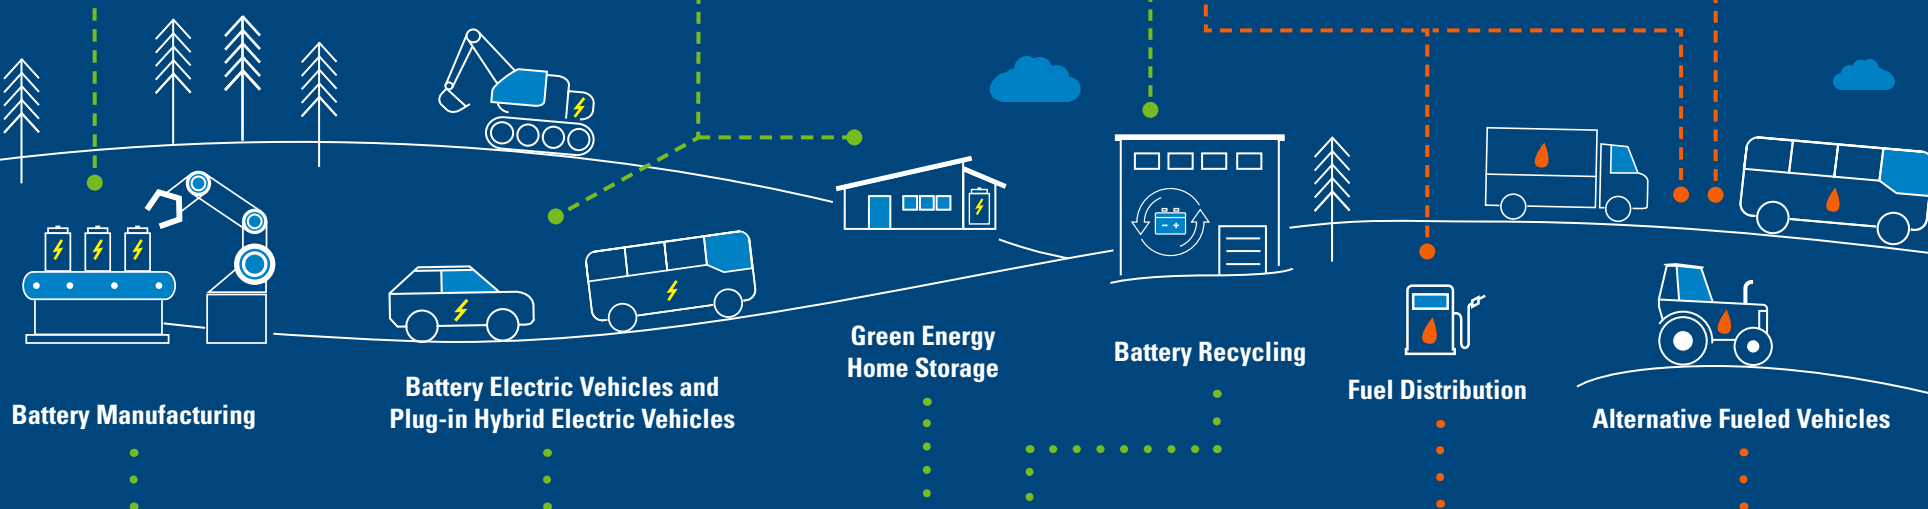 Battery Manufacturing
Battery Electric Vehicles and
Plug-in Hybrid Electric Vehicles
Green Energy
Home Storage
Battery Recycling
Fuel Distribution
Alternative Fueled Vehicles